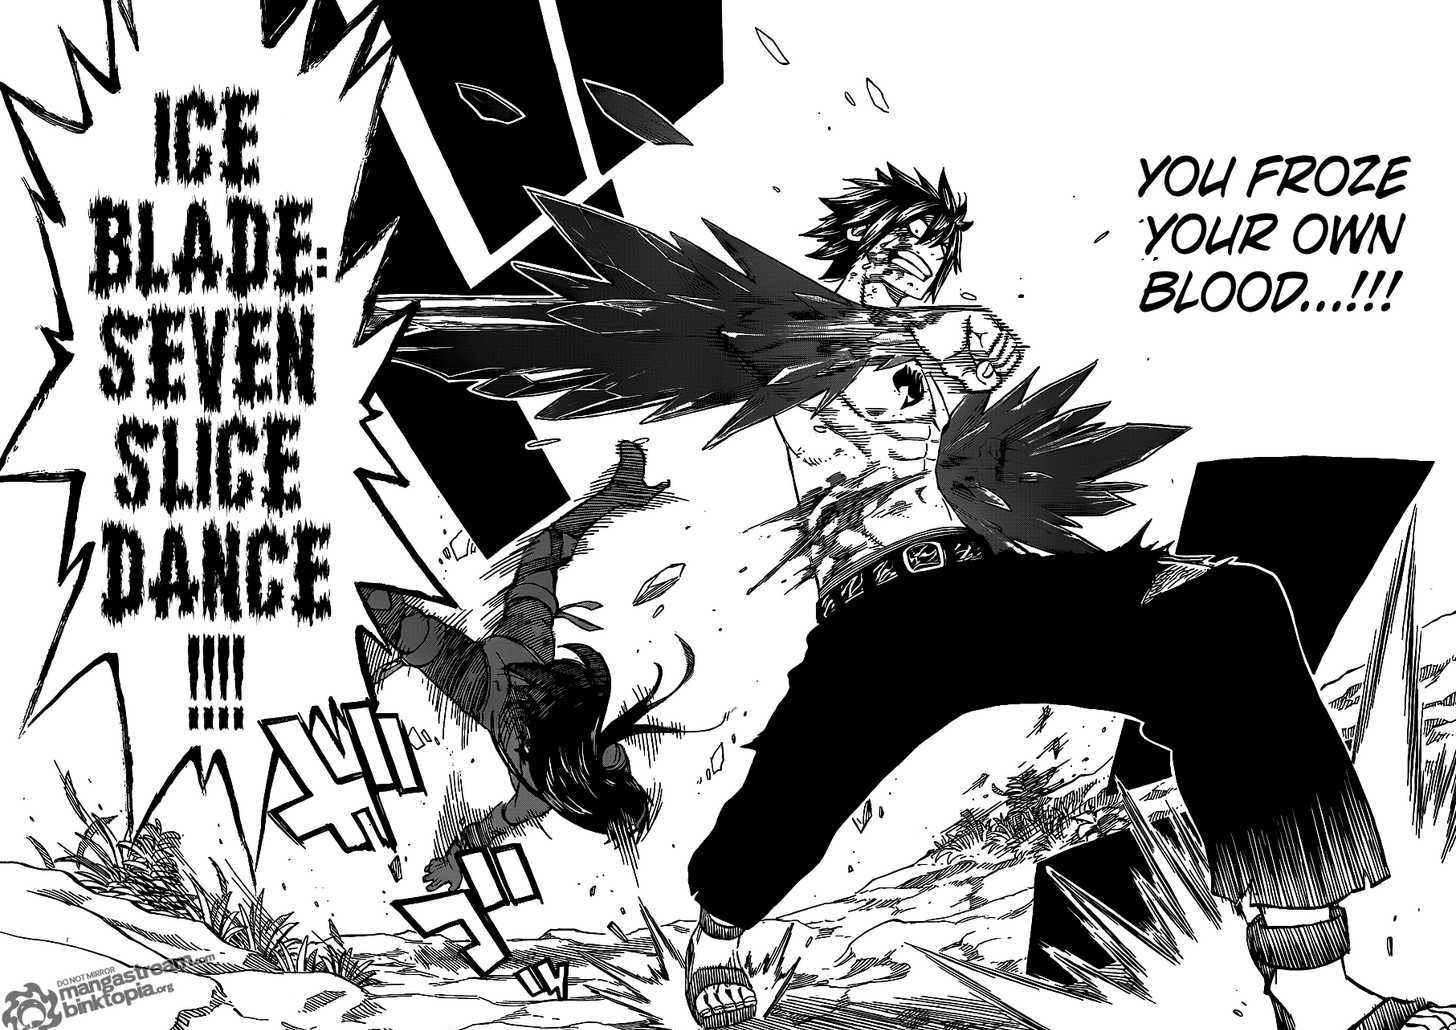 YOU FROZE
YOUR OWN
BLOOD...!!!
ICE
BLADE:
SEVEN
SLICE
DANCE
!!!!
DO NOT MIRROR
mangastream.com
binktopia.org